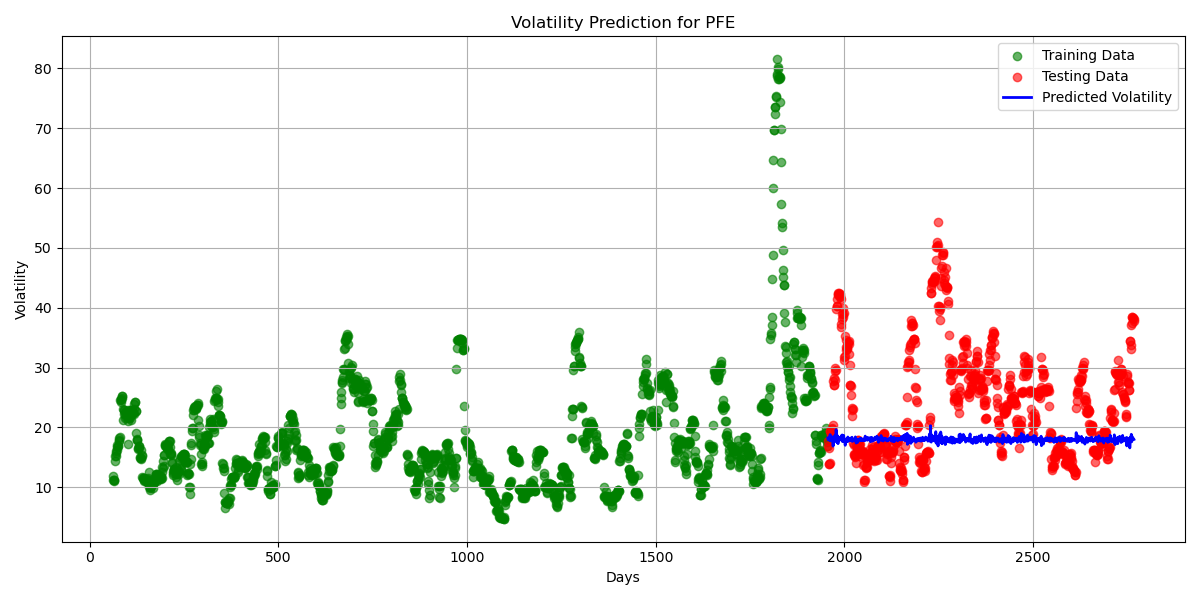 Volatility Prediction for PFE
Training Data
Testing Data
Predicted Volatility
80
70
60
50
40
30
20
10
Volatility
0
500
1000
1500
2000
2500
Days